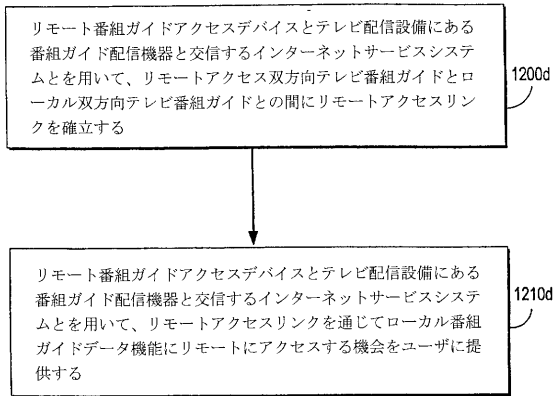 リモート番組ガイドアクセスデバイスとテレビ配信設備にある
番組ガイド配信機器と交信するインターネットサービスシステ
ムとを用いて、リモートアクセス双方向テレビ番組ガイドとロ
ーカル双方向テレビ番組ガイドとの間にリモートアクセスリン
クを確立する
1200d
リモート番組ガイドアクセスデバイスとテレビ配信設備にある
番組ガイド配信機器と交信するインターネットサービスシステ
ムとを用いて、リモートアクセスリンクを通じてローカル番組
ガイドデータ機能にリモートにアクセスする機会をユーザに提
供する
1210d